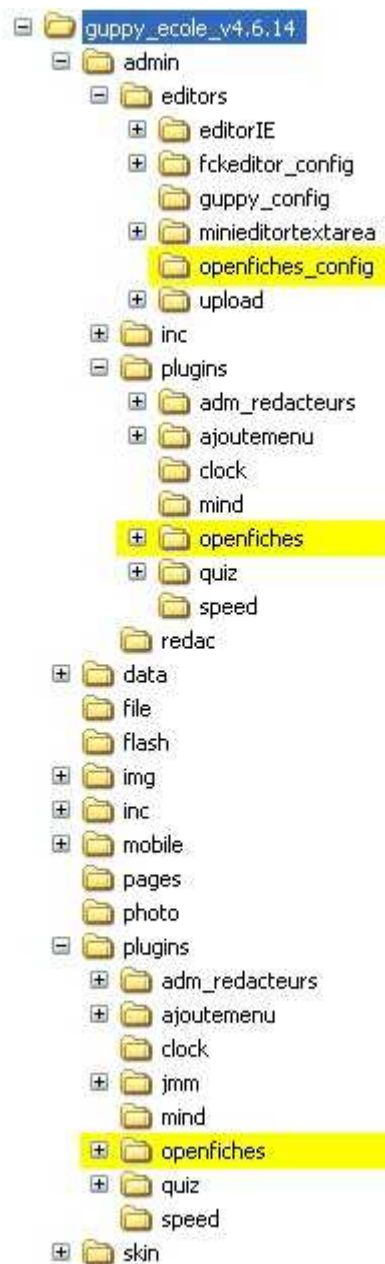 guppy_ecole_v4.6.14
admin
editors
editorIE
fckeditor_config
guppy_config
minieditortextarea
openfiches_config
upload
inc
plugins
adm_redacteurs
ajoutemenu
clock
mind
openfiches
quiz
speed
redac
data
file
flash
img
inc
mobile
pages
photo
plugins
adm_redacteurs
ajoutemenu
clock
jmm
mind
openfiches
quiz
speed
skin